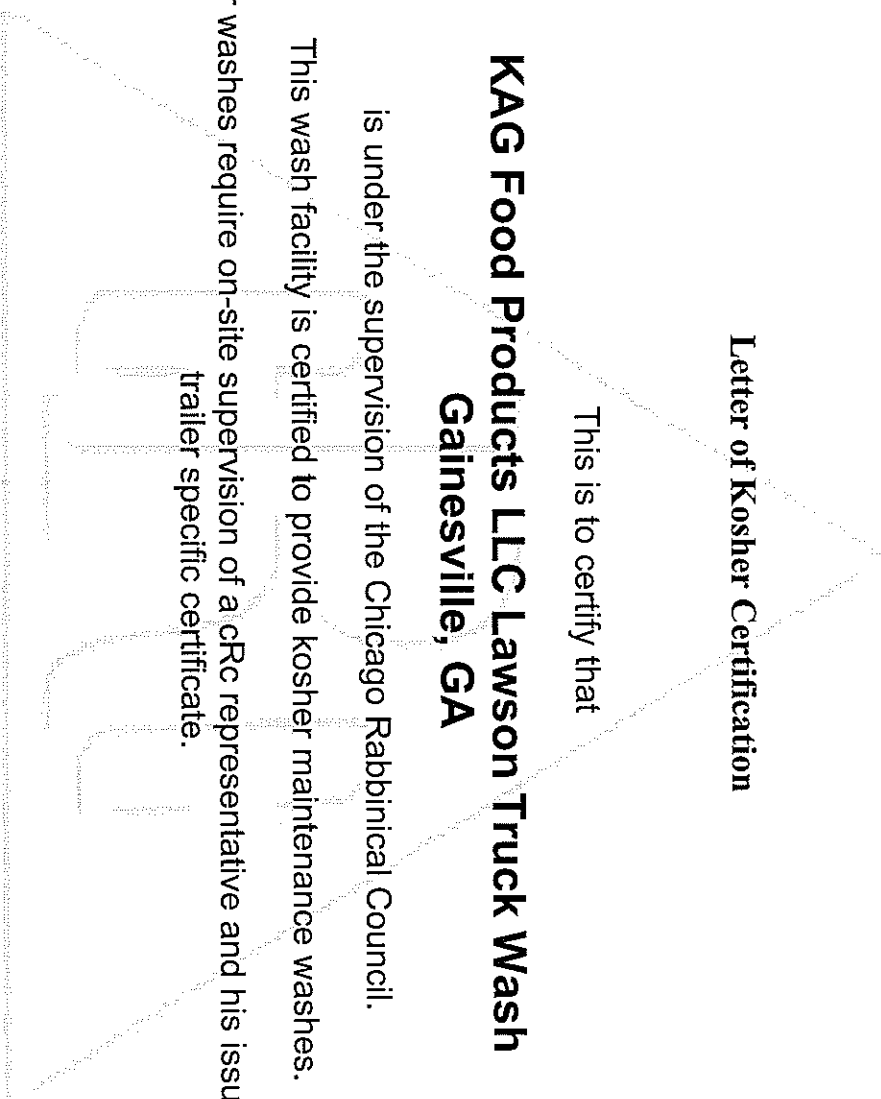 Letter of Kosher Certification
This is to certify that
KAG Food Products LLC Lawson Truck Wash
Gainesville, GA
is under the supervision of the Chicago Rabbinical Council.
This wash facility is certified to provide kosher maintenance washes.
washes require on-site supervision of a cRc representative and his
trailer specific certificate.